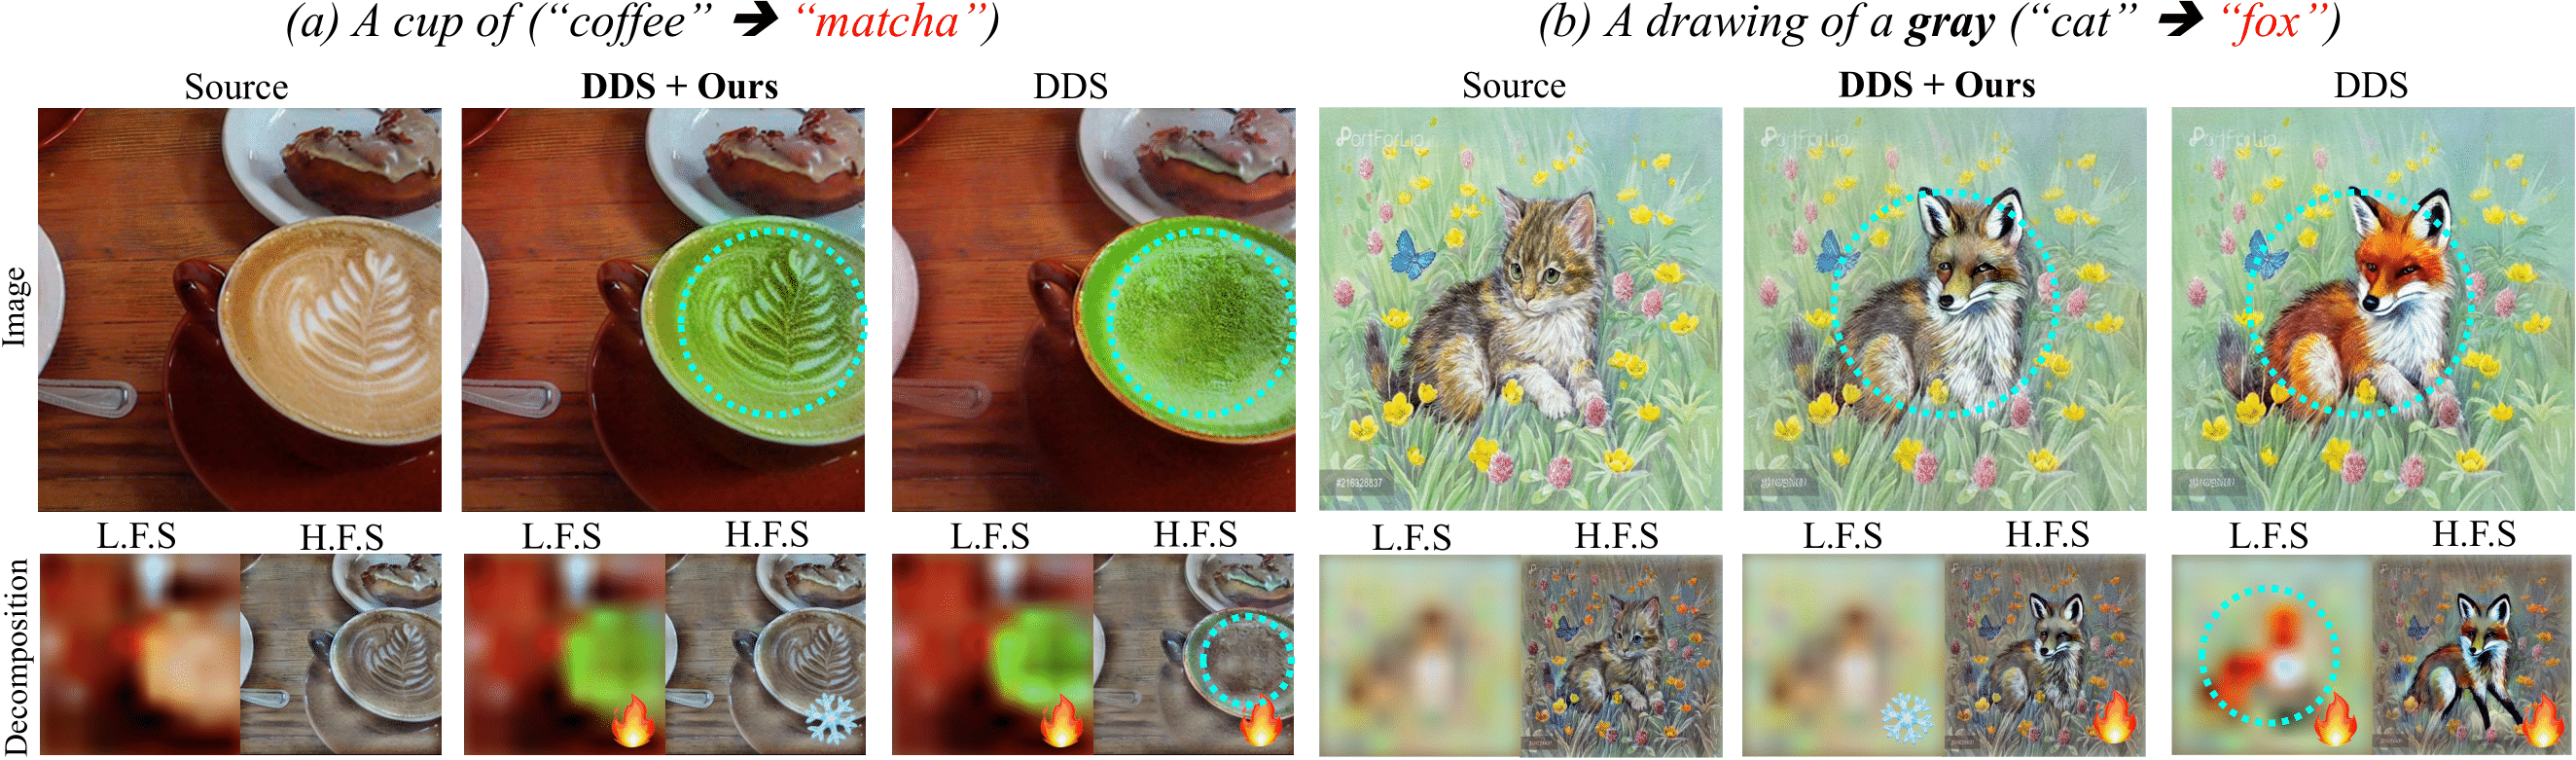 (a) A cup of (“coffee” ➔ “matcha”)
(b) A drawing of a gray (“cat” ➔ “fox”)
Source
DDS + Ours
DDS
Source
DDS + Ours
DDS
Image
#216928837
L.F.S
H.F.S
L.F.S
H.F.S
L.F.S
H.F.S
L.F.S
H.F.S
L.F.S
H.F.S
L.F.S
H.F.S
Decomposition